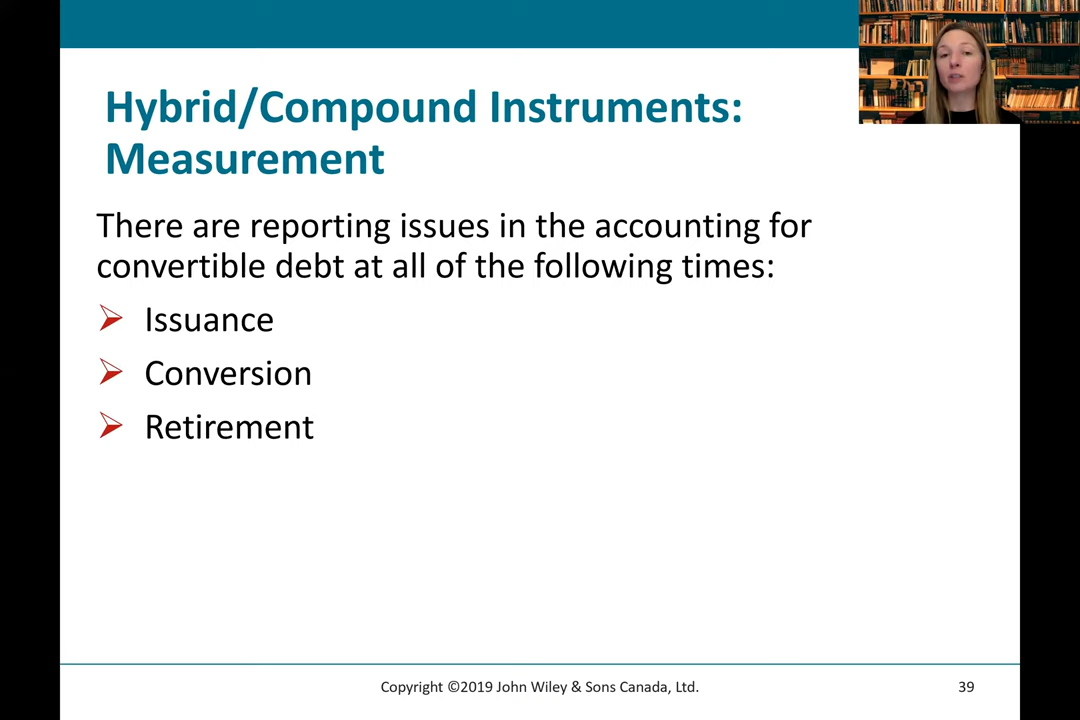 Hybrid/Compound Instruments:
Measurement
There are reporting issues in the accounting for
convertible debt at all of the following times:
Issuance
Conversion
Retirement
Copyright ©2019 John Wiley & Sons Canada, Ltd.
39